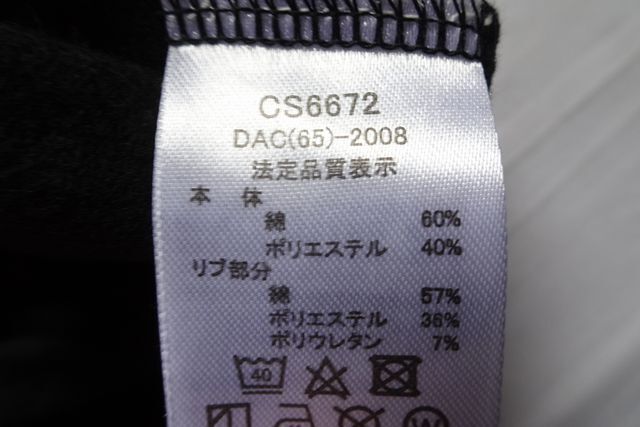 CS6672
DAC(65)-2008
法定品質表示
本 体
綿 60%
ポリエステル 40%
リブ部分
綿 57%
ポリエステル 36%
ポリウレタン 7%
40
W